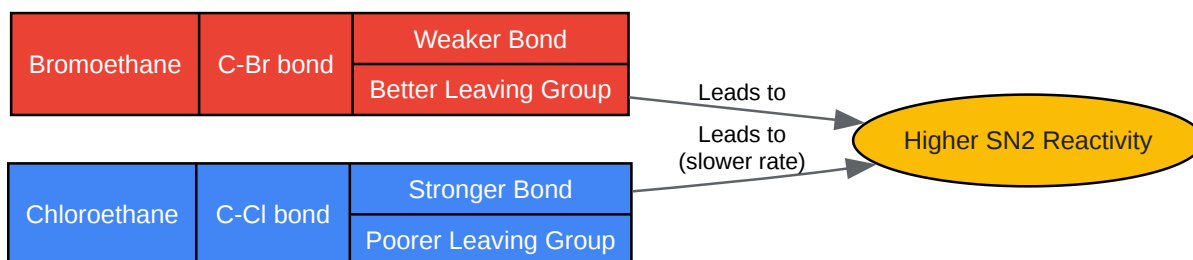 Bromoethane
C-Br bond
Weaker Bond
Better Leaving Group
Leads to
Leads to
(slower rate)
Higher SN2 Reactivity
Chloroethane
C-Cl bond
Stronger Bond
Poorer Leaving Group